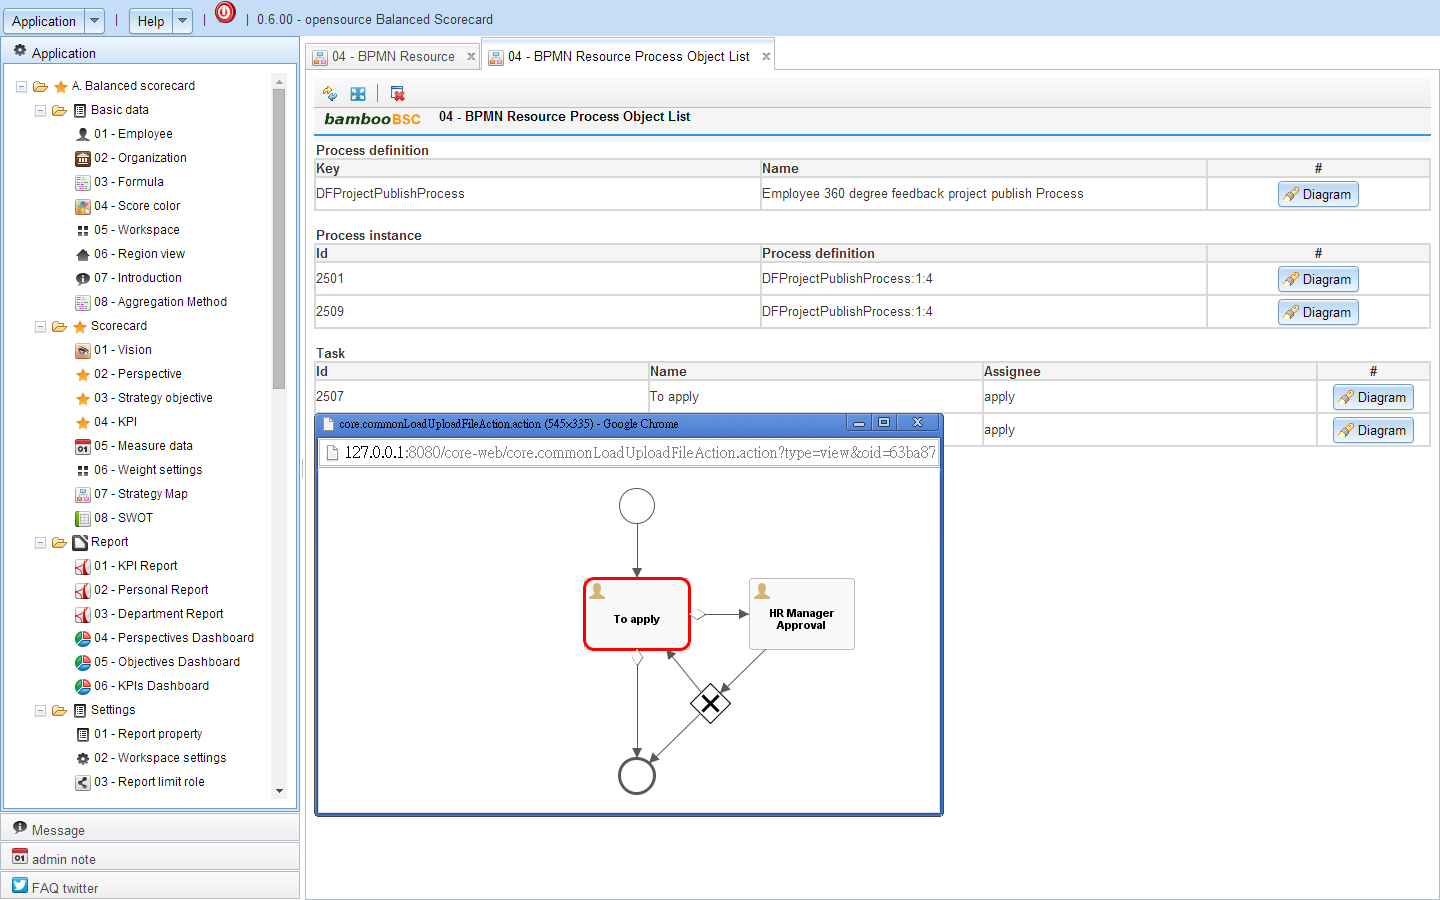 Application
Help
0.6.00 - opensource Balanced Scorecard
Application
A. Balanced scorecard
Basic data
01 - Employee
02 - Organization
03 - Formula
04 - Score color
05 - Workspace
06 - Region view
07 - Introduction
08 - Aggregation Method
Scorecard
01 - Vision
02 - Perspective
03 - Strategy objective
04 - KPI
05 - Measure data
06 - Weight settings
07 - Strategy Map
08 - SWOT
Report
01 - KPI Report
02 - Personal Report
03 - Department Report
04 - Perspectives Dashboard
05 - Objectives Dashboard
06 - KPIs Dashboard
Settings
01 - Report property
02 - Workspace settings
03 - Report limit role
Message
admin note
FAQ twitter
04 - BPMN Resource
04 - BPMN Resource Process Object List
bambooBSC 04 - BPMN Resource Process Object List
Process definition
Key Name #
DFProjectPublishProcess Employee 360 degree feedback project publish Process Diagram
Process instance
Id Process definition #
2501 DFProjectPublishProcess:1:4 Diagram
2509 DFProjectPublishProcess:1:4 Diagram
Task
Id Name Assignee #
2507 To apply apply Diagram
apply Diagram
core.commonLoadUploadFileAction.action (545×335) - Google Chrome
127.0.0.1:8080/core-web/core.commonLoadUploadFileAction.action?type=view&oid=63ba87
To apply
HR Manager
Approval